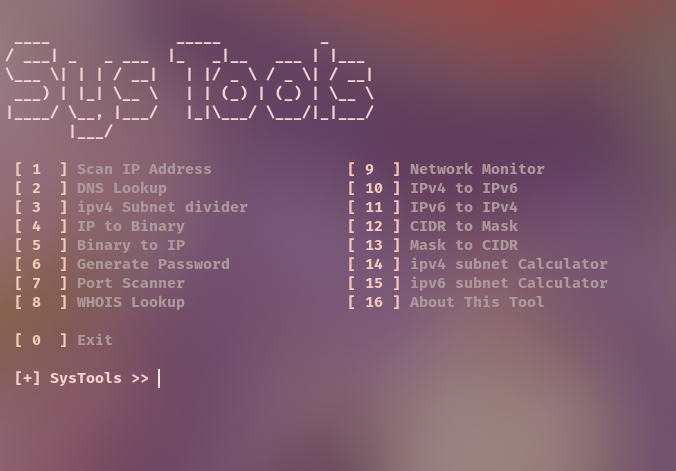 Sys Tools
[ 1  ] Scan IP Address  [ 9  ] Network Monitor
[ 2  ] DNS Lookup  [ 10 ] IPv4 to IPv6
[ 3  ] ipv4 Subnet divider  [ 11 ] IPv6 to IPv4
[ 4  ] IP to Binary  [ 12 ] CIDR to Mask
[ 5  ] Binary to IP  [ 13 ] Mask to CIDR
[ 6  ] Generate Password  [ 14 ] ipv4 subnet Calculator
[ 7  ] Port Scanner  [ 15 ] ipv6 subnet Calculator
[ 8  ] WHOIS Lookup  [ 16 ] About This Tool
[ 0  ] Exit
[+] SysTools >>